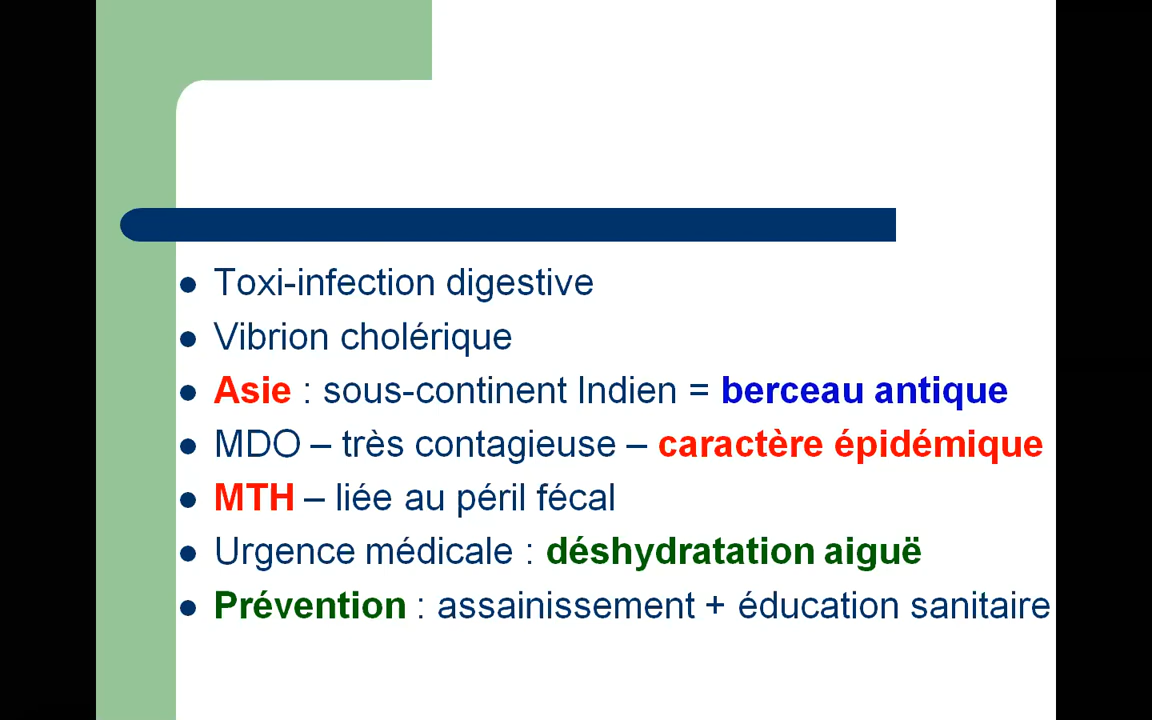 Toxi-infection digestive
Vibrion cholérique
Asie : sous-continent Indien = berceau antique
MDO – très contagieuse – caractère épidémique
MTH – liée au péril fécal
Urgence médicale : déshydratation aiguë
Prévention : assainissement + éducation sanitaire